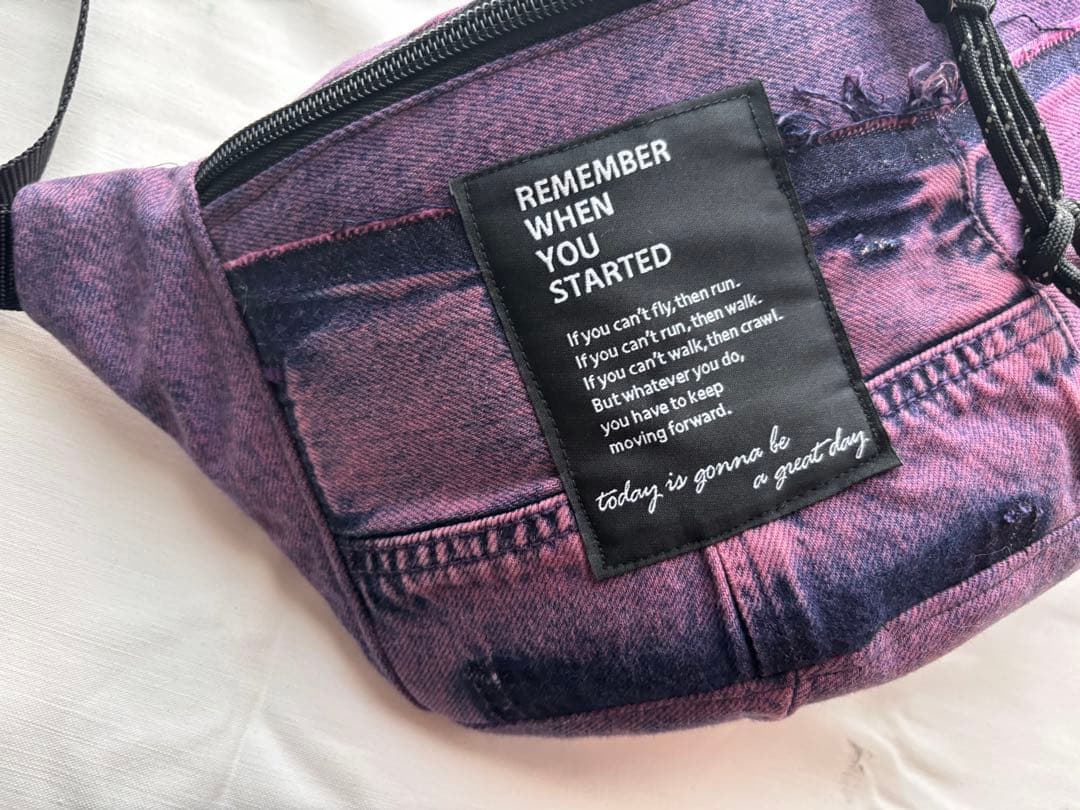 REMEMBER
WHEN
YOU
STARTED
If you can't fly, then run.
If you can't run, then walk.
If you can't walk, then crawl.
But whatever you do,
you have to keep
moving forward.
today is gonna be
a great day